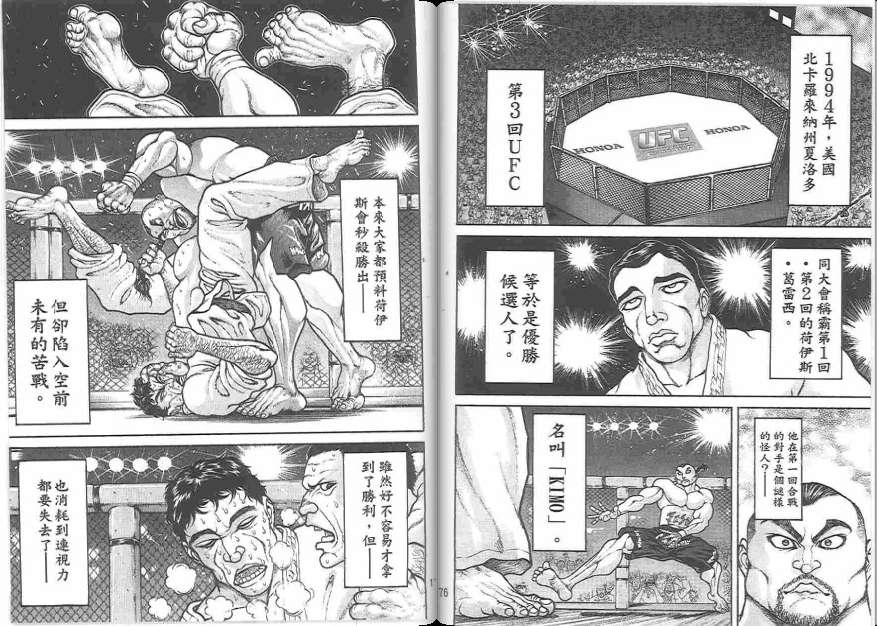 1994年，美國
北卡羅來納州夏洛多
第3回UFC
HONOA
UFC
HONOA
同大會稱霸第1回
・第2回的荷伊斯
・葛雷西。
等於是優勝
候選人了。
他在第一回合戰
的對手是個謎樣
的怪人？——
名叫「KIMO」。
本來大家都預料荷伊
斯會秒殺勝出
但卻陷入空前
未有的苦戰。
雖然好不容易才拿
到了勝利，但——
也消耗到連視力
都要失去了——
76